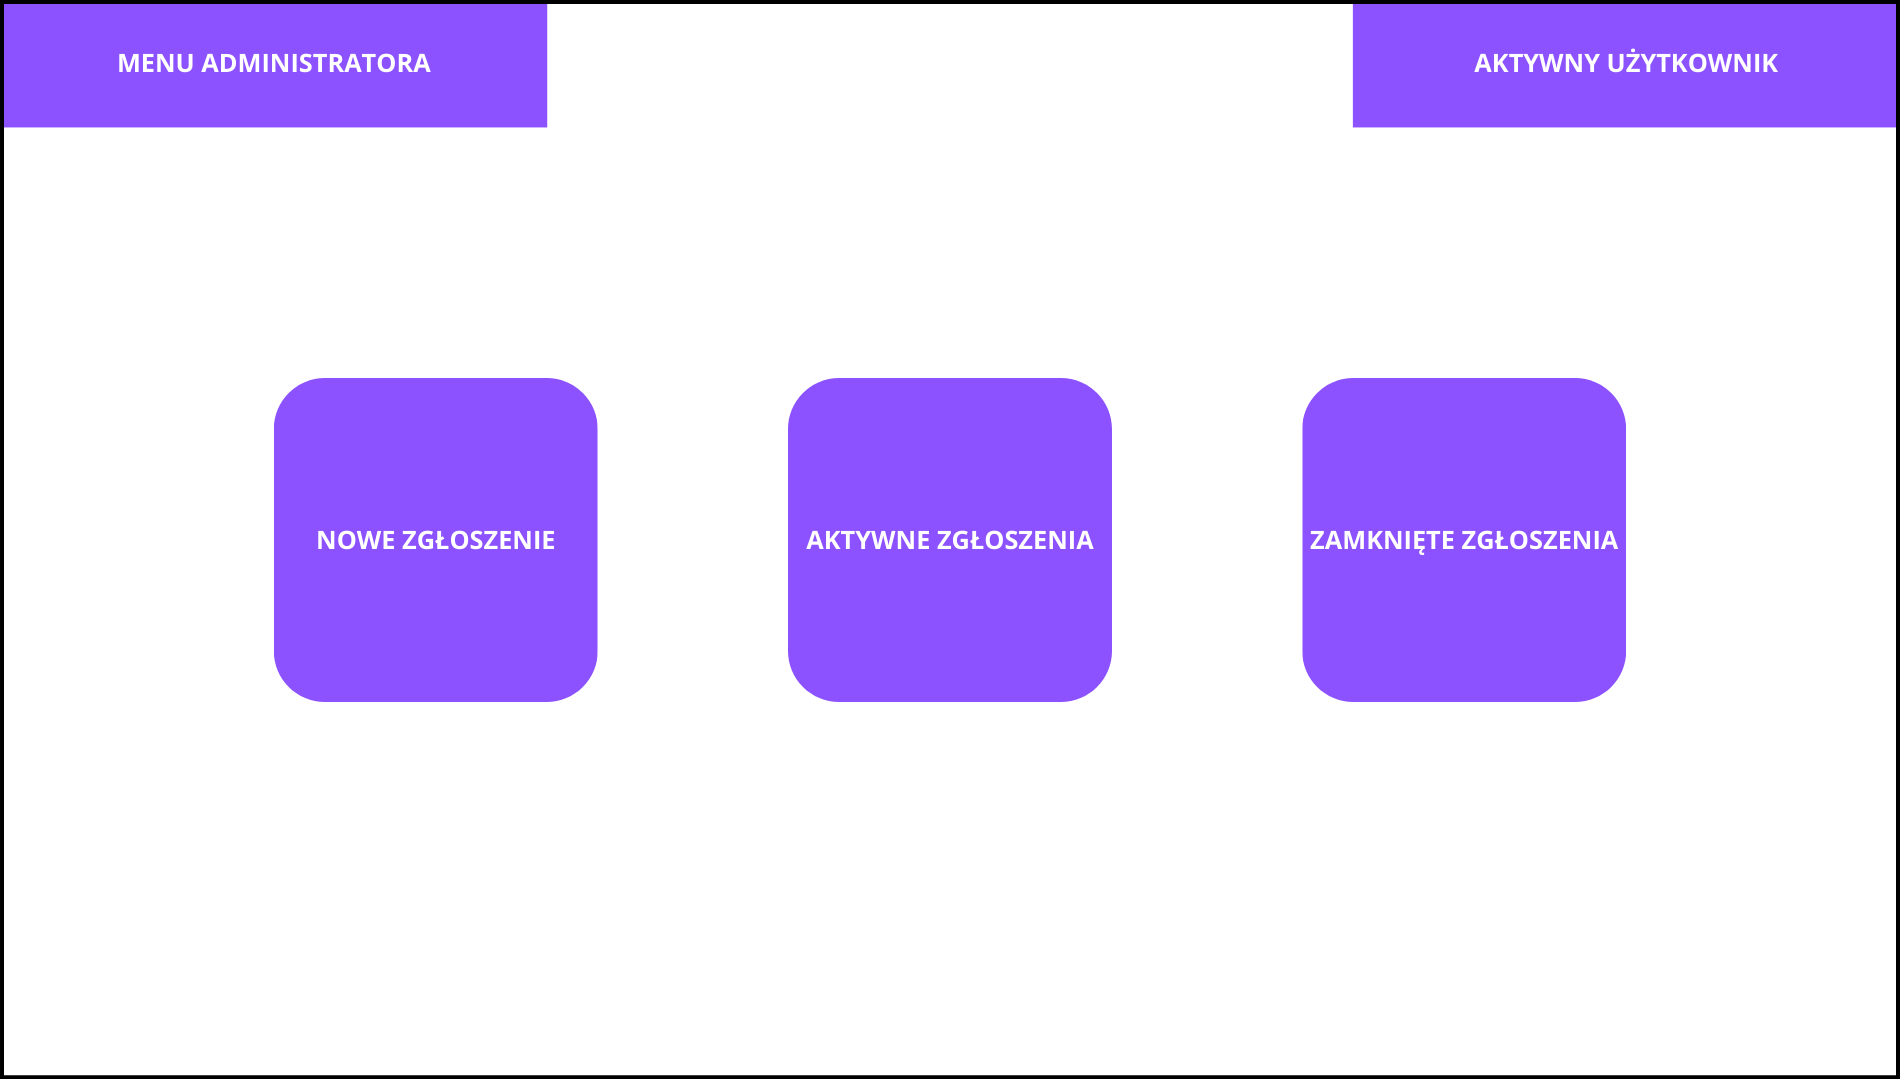 MENU ADMINISTRATORA
AKTYWNY UŻYTKOWNIK
NOWE ZGŁOSZENIE
AKTYWNE ZGŁOSZENIA
ZAMKNIĘTE ZGŁOSZENIA